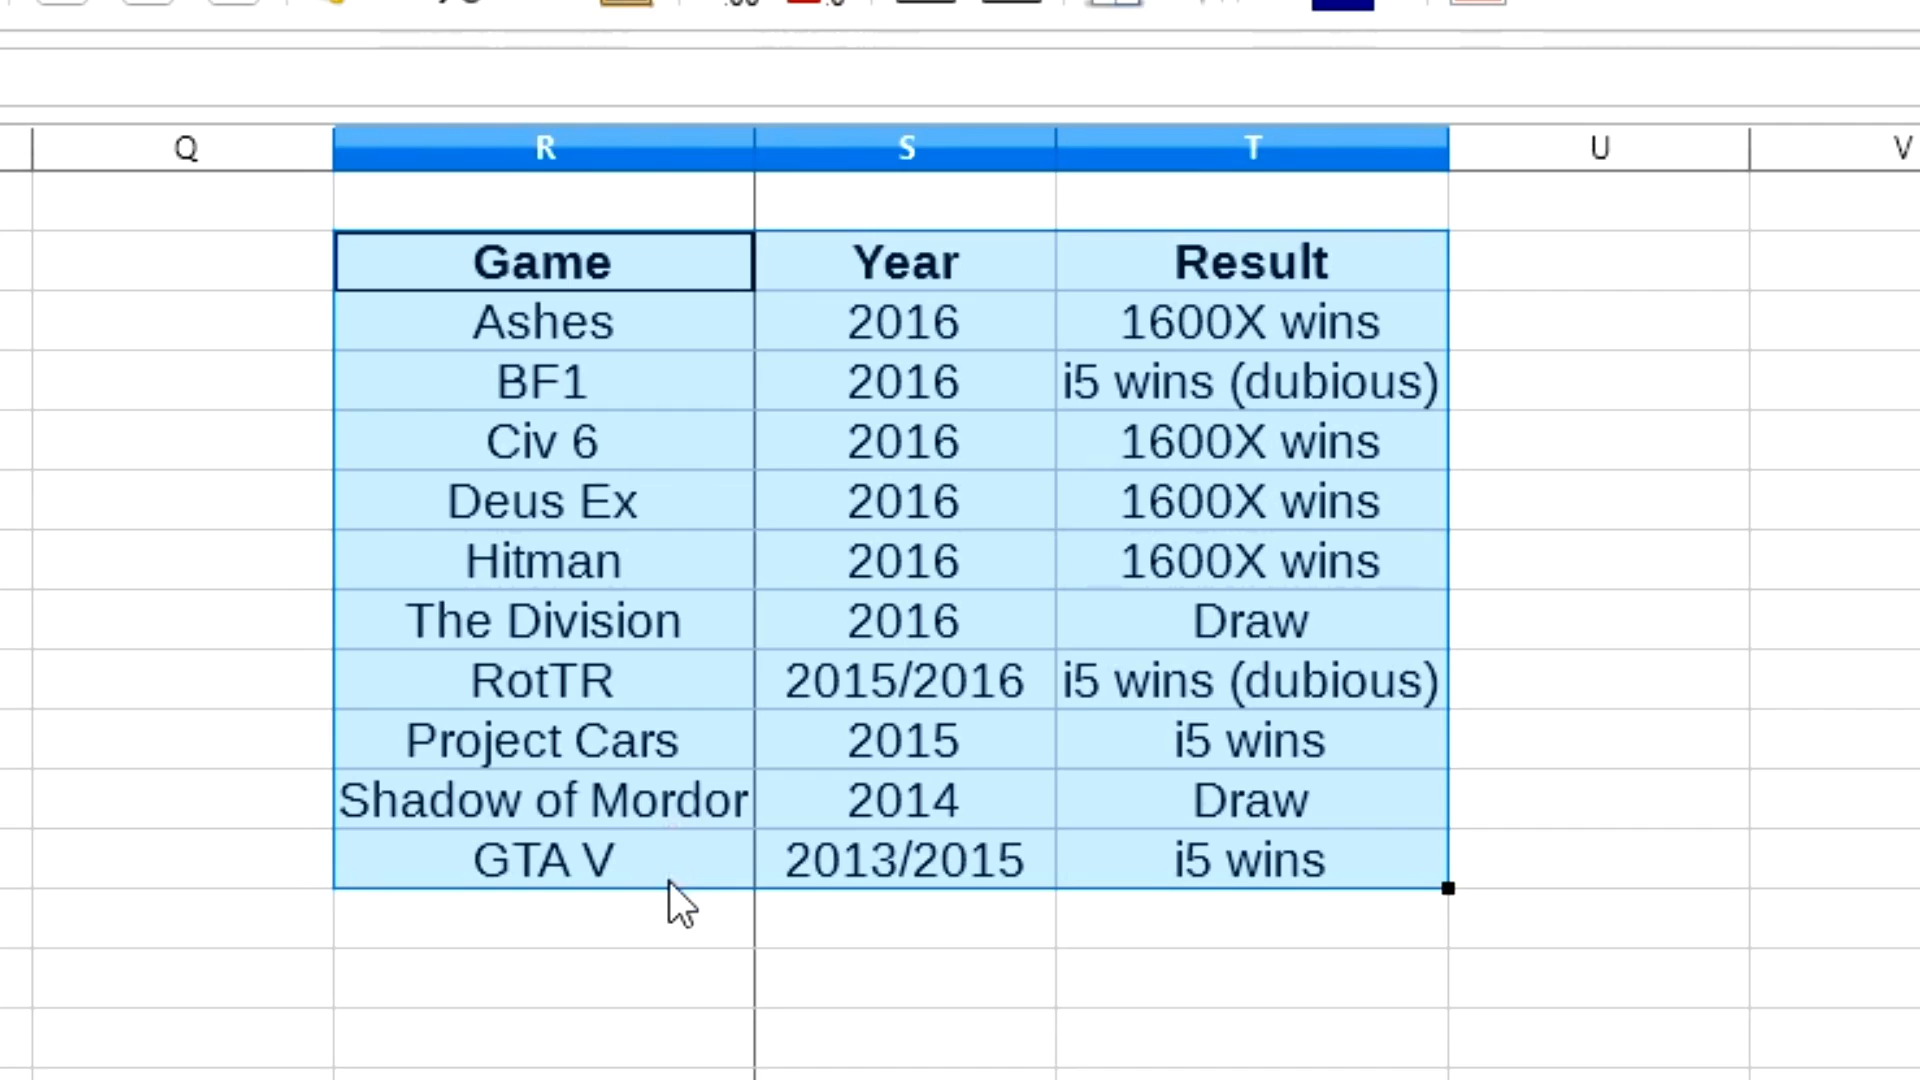 Q R S T U V
Game Year Result
Ashes 2016 1600X wins
BF1 2016 i5 wins (dubious)
Civ 6 2016 1600X wins
Deus Ex 2016 1600X wins
Hitman 2016 1600X wins
The Division 2016 Draw
RotTR 2015/2016 i5 wins (dubious)
Project Cars 2015 i5 wins
Shadow of Mordor 2014 Draw
GTA V 2013/2015 i5 wins